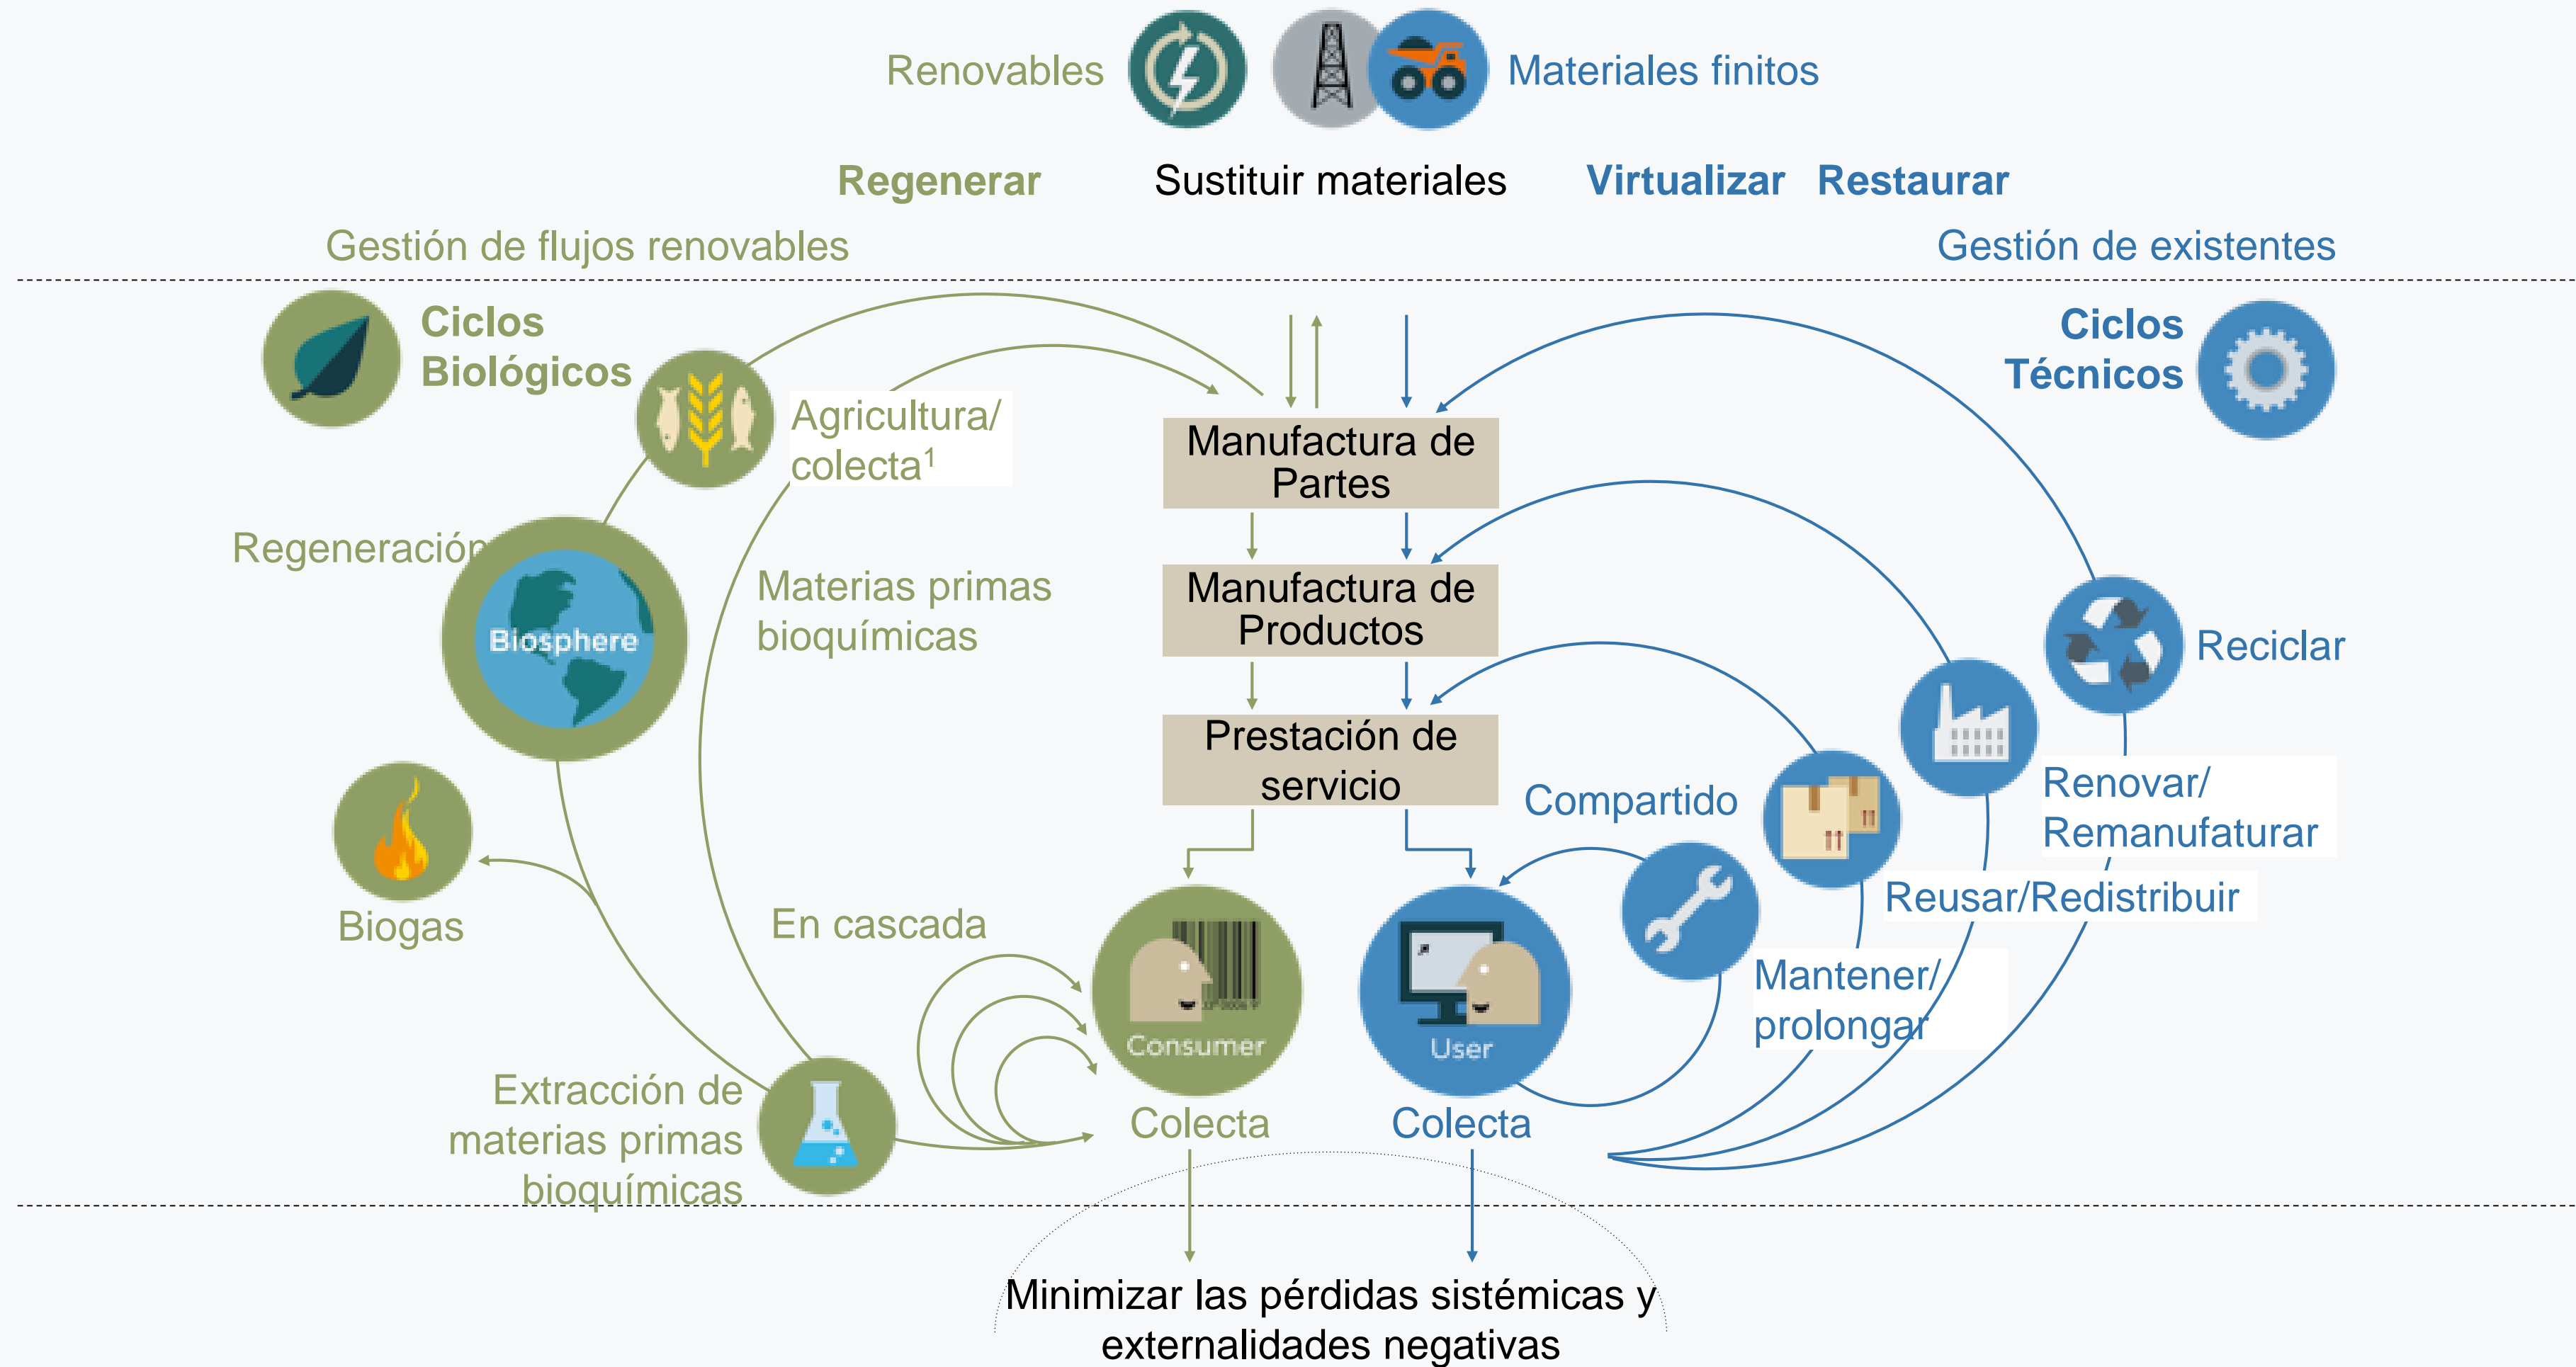 Renovables
Materiales finitos
Regenerar
Sustituir materiales
Virtualizar
Restaurar
Gestión de flujos renovables
Gestión de existentes
Ciclos
Biológicos
Ciclos
Técnicos
Agricultura/
colecta¹
Manufactura de
Partes
Regeneración
Biosphere
Materias primas
bioquímicas
Manufactura de
Productos
Reciclar
Prestación de
servicio
Compartido
Renovar/
Remanufaturar
Biogas
En cascada
Reusar/Redistribuir
Consumer
User
Mantener/
prolongar
Extracción de
materias primas
bioquímicas
Colecta
Colecta
Minimizar las pérdidas sistémicas y
externalidades negativas